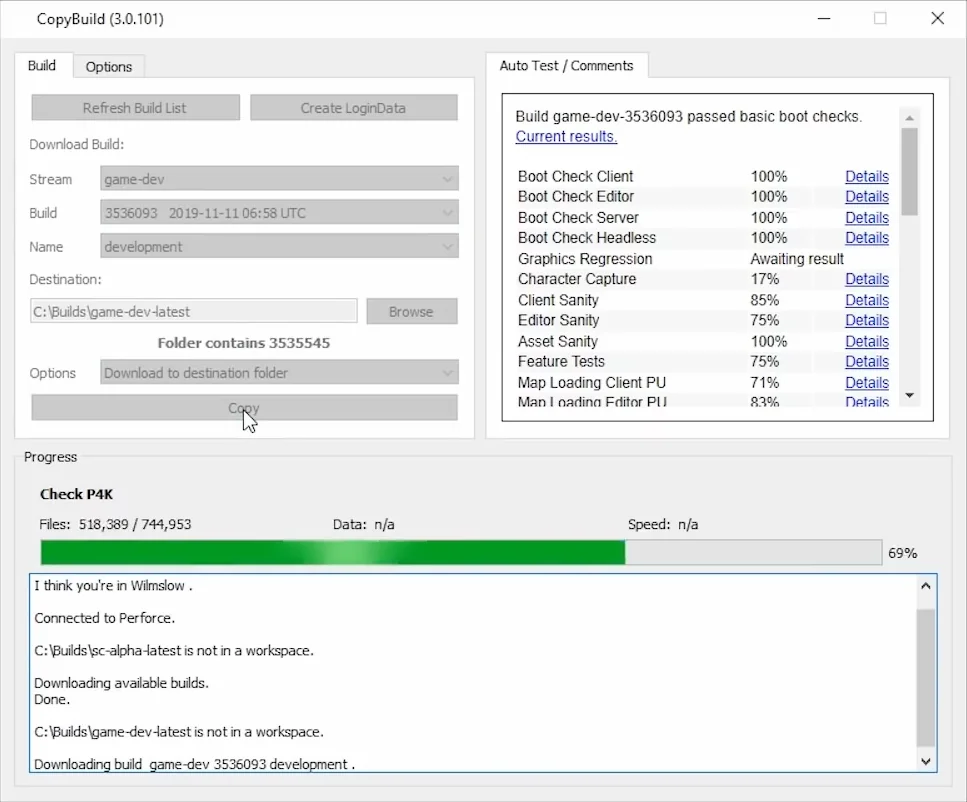 CopyBuild (3.0.101)
Build
Options
Refresh Build List
Create LoginData
Download Build:
Stream
game-dev
Build
3536093 2019-11-11 06:58 UTC
Name
development
Destination:
C:\Builds\game-dev-latest
Browse
Folder contains 3535545
Options
Download to destination folder
Copy
Auto Test / Comments
Build game-dev-3536093 passed basic boot checks.
Current results.
Boot Check Client 100% Details
Boot Check Editor 100% Details
Boot Check Server 100% Details
Boot Check Headless 100% Details
Graphics Regression Awaiting result
Character Capture 17% Details
Client Sanity 85% Details
Editor Sanity 75% Details
Asset Sanity 100% Details
Feature Tests 75% Details
Map Loading Client PU 71% Details
Map Loading Editor PU 83% Details
Progress
Check P4K
Files: 518,389 / 744,953 Data: n/a Speed: n/a
69%
I think you're in Wilmslow .
Connected to Perforce.
C:\Builds\sc-alpha-latest is not in a workspace.
Downloading available builds.
Done.
C:\Builds\game-dev-latest is not in a workspace.
Downloading build game-dev 3536093 development .